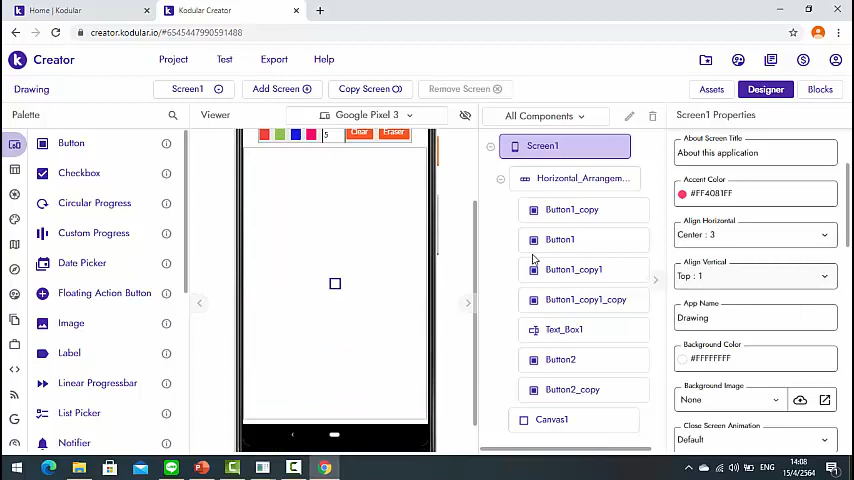 Home | Kodular
Kodular Creator
creator.kodular.io/#6545447990591488
Creator
Project
Test
Export
Help
Drawing
Screen1
Add Screen
Copy Screen
Remove Screen
Assets
Designer
Blocks
Palette
Viewer
Google Pixel 3
All Components
Screen1 Properties
Button
Checkbox
Circular Progress
Custom Progress
Date Picker
Floating Action Button
Image
Label
Linear Progressbar
List Picker
Notifier
5
Clear
Eraser
Screen1
Horizontal_Arrangem...
Button1_copy
Button1
Button1_copy1
Button1_copy1_copy
Text_Box1
Button2
Button2_copy
Canvas1
About Screen Title
About this application
Accent Color
#FF4081FF
Align Horizontal
Center : 3
Align Vertical
Top : 1
App Name
Drawing
Background Color
#FFFFFFFF
Background Image
None
Close Screen Animation
Default
ENG
14:08
15/4/2564